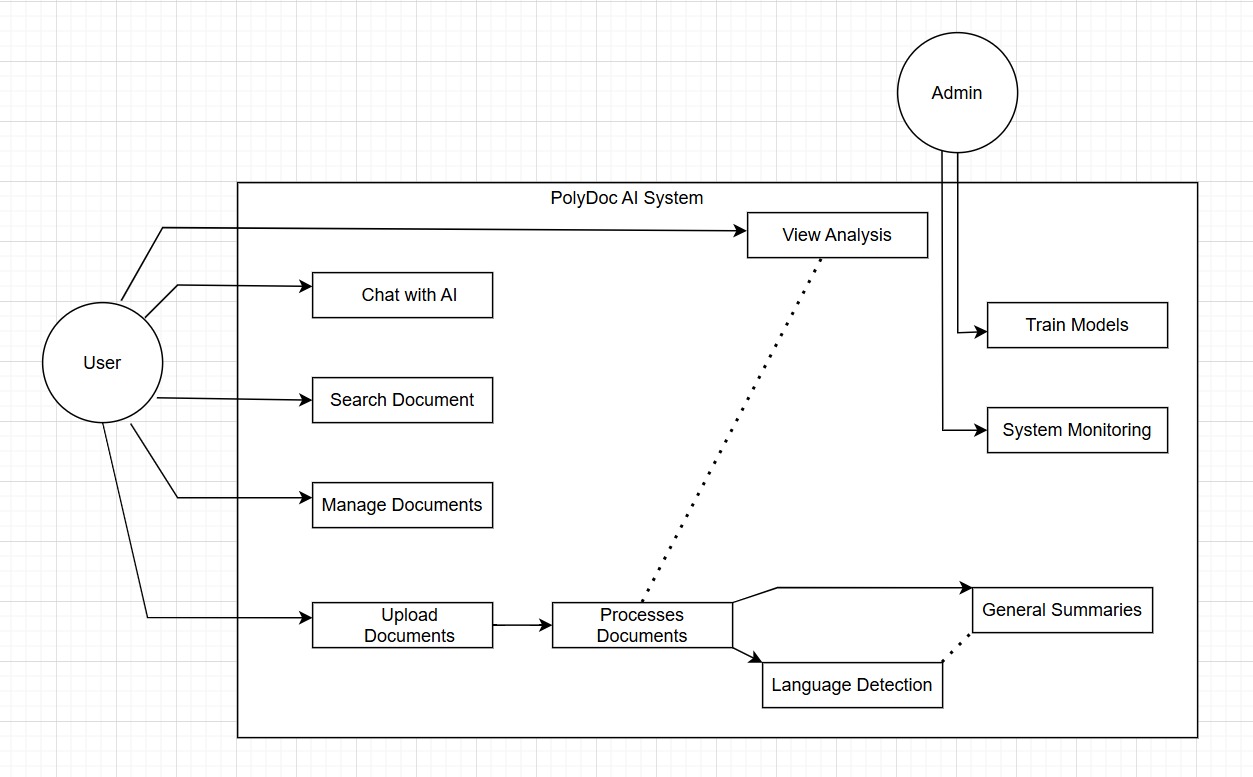 Admin
PolyDoc AI System
View Analysis
Chat with AI
Train Models
User
Search Document
System Monitoring
Manage Documents
Upload
Documents
Processes
Documents
General Summaries
Language Detection